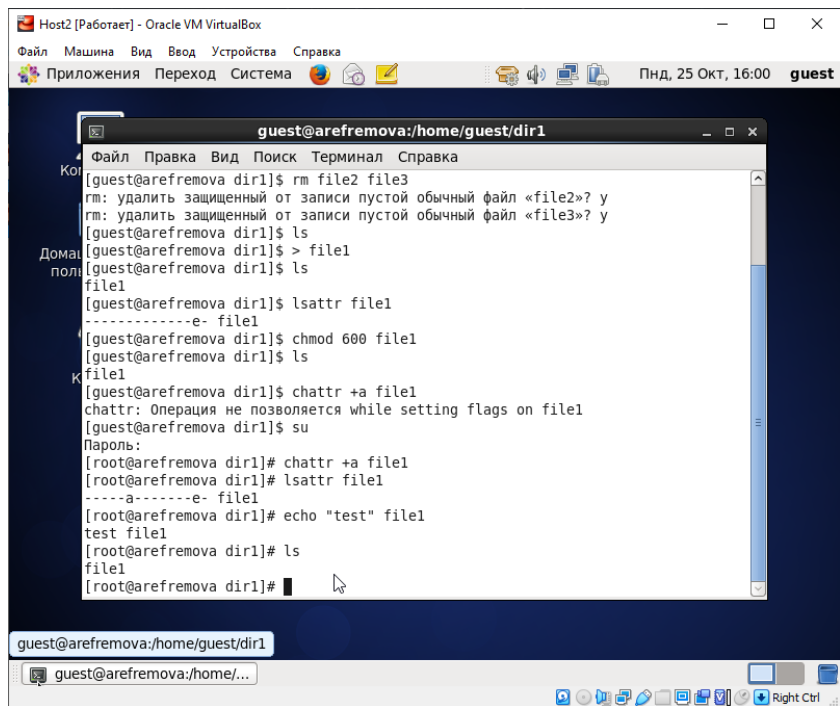 Host2 [Работает] - Oracle VM VirtualBox
Файл Машина Вид Ввод Устройства Справка
Приложения Переход Система Пнд, 25 Окт, 16:00 guest
guest@arefremova:/home/guest/dir1
Файл Правка Вид Поиск Терминал Справка
[guest@arefremova dir1]$ rm file2 file3
rm: удалить защищенный от записи пустой обычный файл «file2»? y
rm: удалить защищенный от записи пустой обычный файл «file3»? y
[guest@arefremova dir1]$ ls
[guest@arefremova dir1]$ > file1
[guest@arefremova dir1]$ ls
file1
[guest@arefremova dir1]$ lsattr file1
-------------e- file1
[guest@arefremova dir1]$ chmod 600 file1
[guest@arefremova dir1]$ ls
file1
[guest@arefremova dir1]$ chattr +a file1
chattr: Операция не позволяется while setting flags on file1
[guest@arefremova dir1]$ su
Пароль:
[root@arefremova dir1]# chattr +a file1
[root@arefremova dir1]# lsattr file1
-----a-------e- file1
[root@arefremova dir1]# echo "test" file1
test file1
[root@arefremova dir1]# ls
file1
[root@arefremova dir1]#
guest@arefremova:/home/guest/dir1
guest@arefremova:/home/...
Right Ctrl